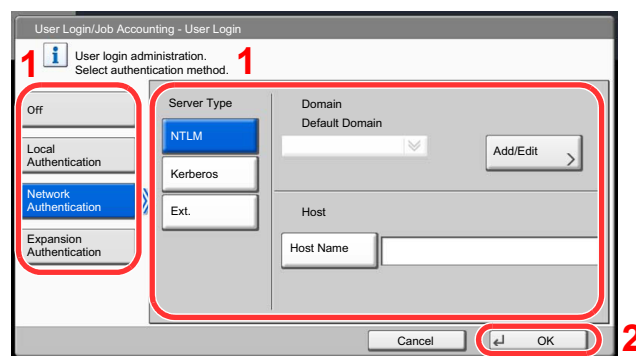 User Login/Job Accounting - User Login
1
i
User login administration.
Select authentication method.
1
Off
Local
Authentication
Network
Authentication
Expansion
Authentication
Server Type
NTLM
Kerberos
Ext.
Domain
Default Domain
Add/Edit
Host
Host Name
Cancel
OK
2